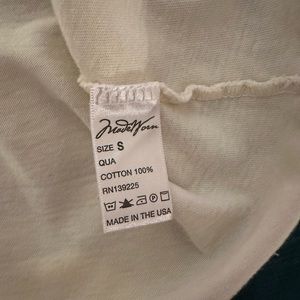 MadeWorn
SIZE S
QUA
COTTON 100%
RN139225
MADE IN THE USA